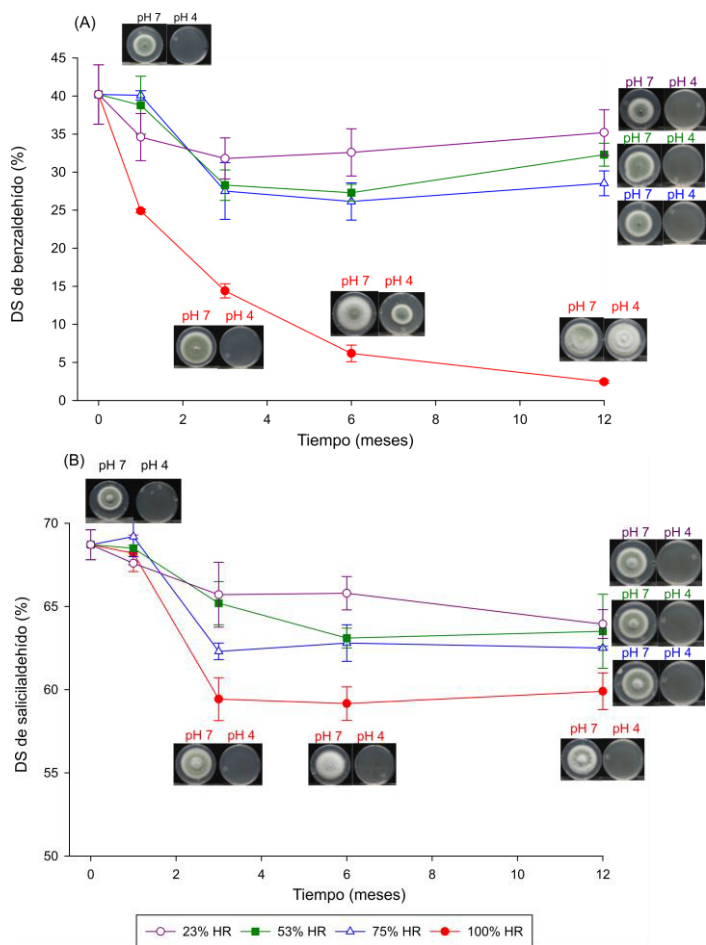 (A)
pH 7 pH 4
45
40
35
30
25
20
15
10
5
0
DS de benzaldehído (%)
pH 7 pH 4
pH 7 pH 4
pH 7 pH 4
pH 7 pH 4
pH 7 pH 4
pH 7 pH 4
0 2 4 6 8 10 12
Tiempo (meses)
(B)
pH 7 pH 4
70
65
60
55
50
DS de salicilaldehído (%)
pH 7 pH 4
pH 7 pH 4
pH 7 pH 4
pH 7 pH 4
pH 7 pH 4
pH 7 pH 4
0 2 4 6 8 10 12
Tiempo (meses)
23% HR 53% HR 75% HR 100% HR